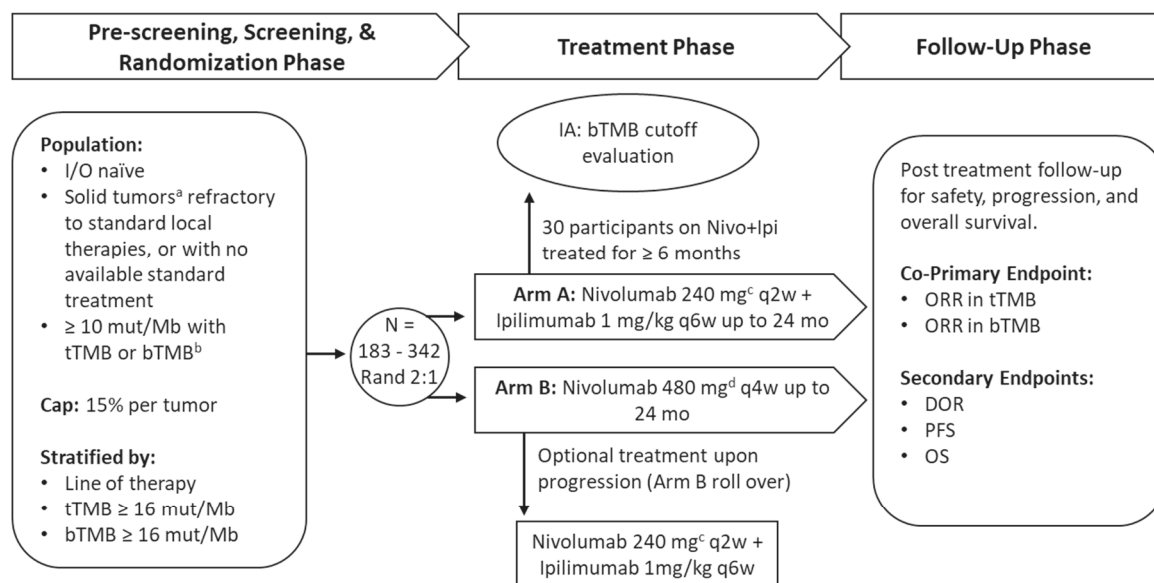 Pre-screening, Screening, &
Randomization Phase
Treatment Phase
Follow-Up Phase
Population:
• I/O naïve
• Solid tumorsᵃ refractory
to standard local
therapies, or with no
available standard
treatment
• ≥ 10 mut/Mb with
tTMB or bTMBᵇ
Cap: 15% per tumor
Stratified by:
• Line of therapy
• tTMB ≥ 16 mut/Mb
• bTMB ≥ 16 mut/Mb
N =
183 - 342
Rand 2:1
IA: bTMB cutoff
evaluation
30 participants on Nivo+Ipi
treated for ≥ 6 months
Arm A: Nivolumab 240 mgᶜ q2w +
Ipilimumab 1 mg/kg q6w up to 24 mo
Arm B: Nivolumab 480 mgᵈ q4w up to
24 mo
Optional treatment upon
progression (Arm B roll over)
Nivolumab 240 mgᶜ q2w +
Ipilimumab 1mg/kg q6w
Post treatment follow-up
for safety, progression, and
overall survival.
Co-Primary Endpoint:
• ORR in tTMB
• ORR in bTMB
Secondary Endpoints:
• DOR
• PFS
• OS